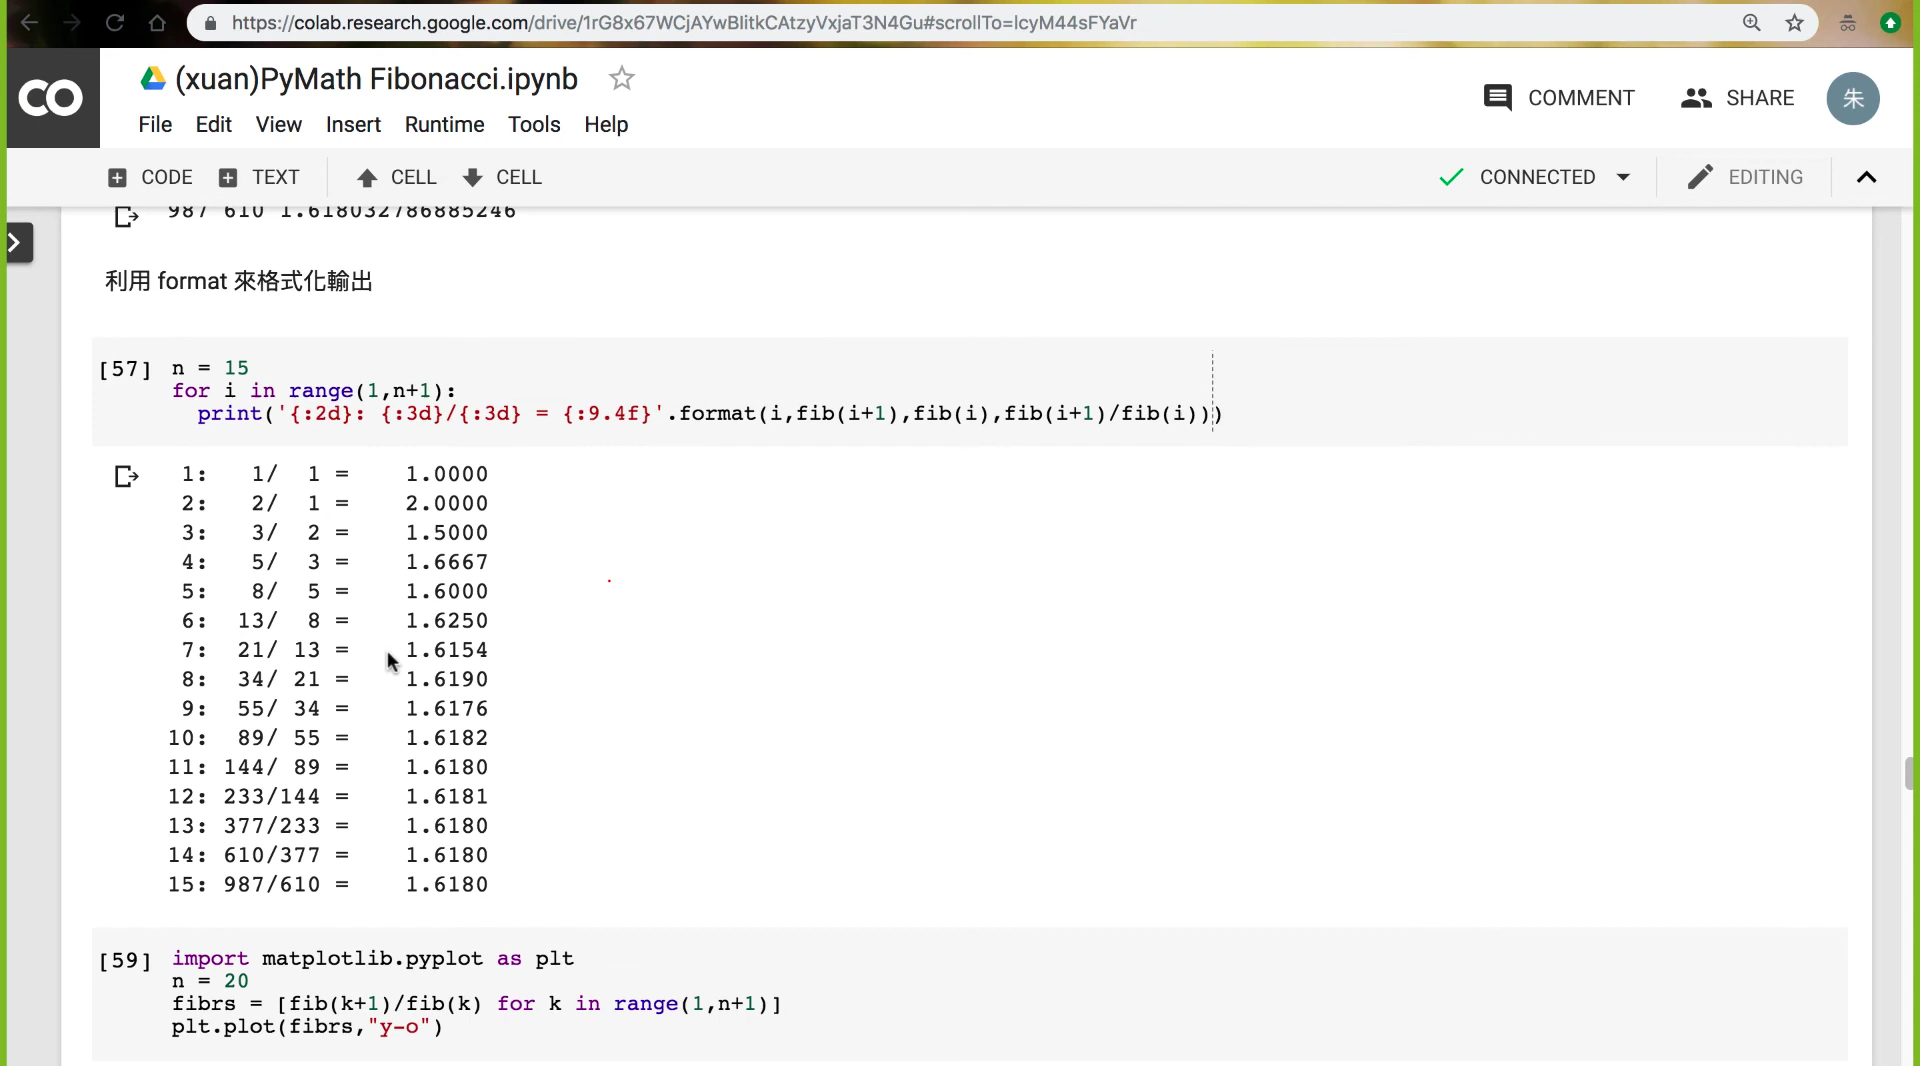 https://colab.research.google.com/drive/1rG8x67WCjAYwBlitkCAtzyVxjaT3N4Gu#scrollTo=lcyM44sFYaVr
CO
(xuan)PyMath Fibonacci.ipynb
COMMENT SHARE 朱
File Edit View Insert Runtime Tools Help
CODE TEXT CELL CELL CONNECTED EDITING
987 610 1.618032786885246
利用 format 來格式化輸出
[57] n = 15
for i in range(1,n+1):
print('{:2d}: {:3d}/{:3d} = {:9.4f}'.format(i,fib(i+1),fib(i),fib(i+1)/fib(i)))
1: 1/ 1 = 1.0000
2: 2/ 1 = 2.0000
3: 3/ 2 = 1.5000
4: 5/ 3 = 1.6667
5: 8/ 5 = 1.6000
6: 13/ 8 = 1.6250
7: 21/ 13 = 1.6154
8: 34/ 21 = 1.6190
9: 55/ 34 = 1.6176
10: 89/ 55 = 1.6182
11: 144/ 89 = 1.6180
12: 233/144 = 1.6181
13: 377/233 = 1.6180
14: 610/377 = 1.6180
15: 987/610 = 1.6180
[59] import matplotlib.pyplot as plt
n = 20
fibrs = [fib(k+1)/fib(k) for k in range(1,n+1)]
plt.plot(fibrs,"y-o")